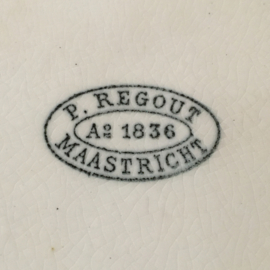 P. REGOUT
Aº 1836
MAASTRICHT